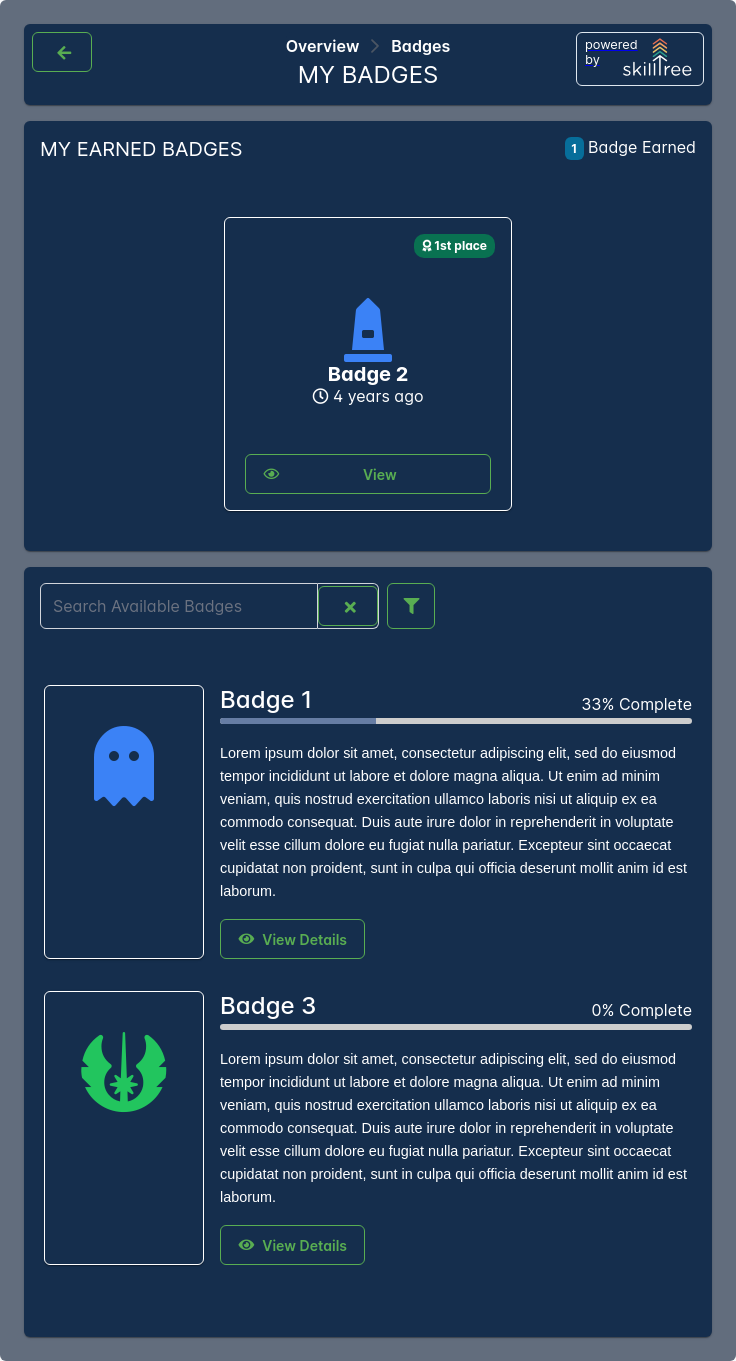 Overview > Badges
MY BADGES
powered
by
skilltree
MY EARNED BADGES
1 Badge Earned
1st place
Badge 2
4 years ago
View
Search Available Badges
Badge 1
33% Complete
Lorem ipsum dolor sit amet, consectetur adipiscing elit, sed do eiusmod
tempor incididunt ut labore et dolore magna aliqua. Ut enim ad minim
veniam, quis nostrud exercitation ullamco laboris nisi ut aliquip ex ea
commodo consequat. Duis aute irure dolor in reprehenderit in voluptate
velit esse cillum dolore eu fugiat nulla pariatur. Excepteur sint occaecat
cupidatat non proident, sunt in culpa qui officia deserunt mollit anim id est
laborum.
View Details
Badge 3
0% Complete
Lorem ipsum dolor sit amet, consectetur adipiscing elit, sed do eiusmod
tempor incididunt ut labore et dolore magna aliqua. Ut enim ad minim
veniam, quis nostrud exercitation ullamco laboris nisi ut aliquip ex ea
commodo consequat. Duis aute irure dolor in reprehenderit in voluptate
velit esse cillum dolore eu fugiat nulla pariatur. Excepteur sint occaecat
cupidatat non proident, sunt in culpa qui officia deserunt mollit anim id est
laborum.
View Details